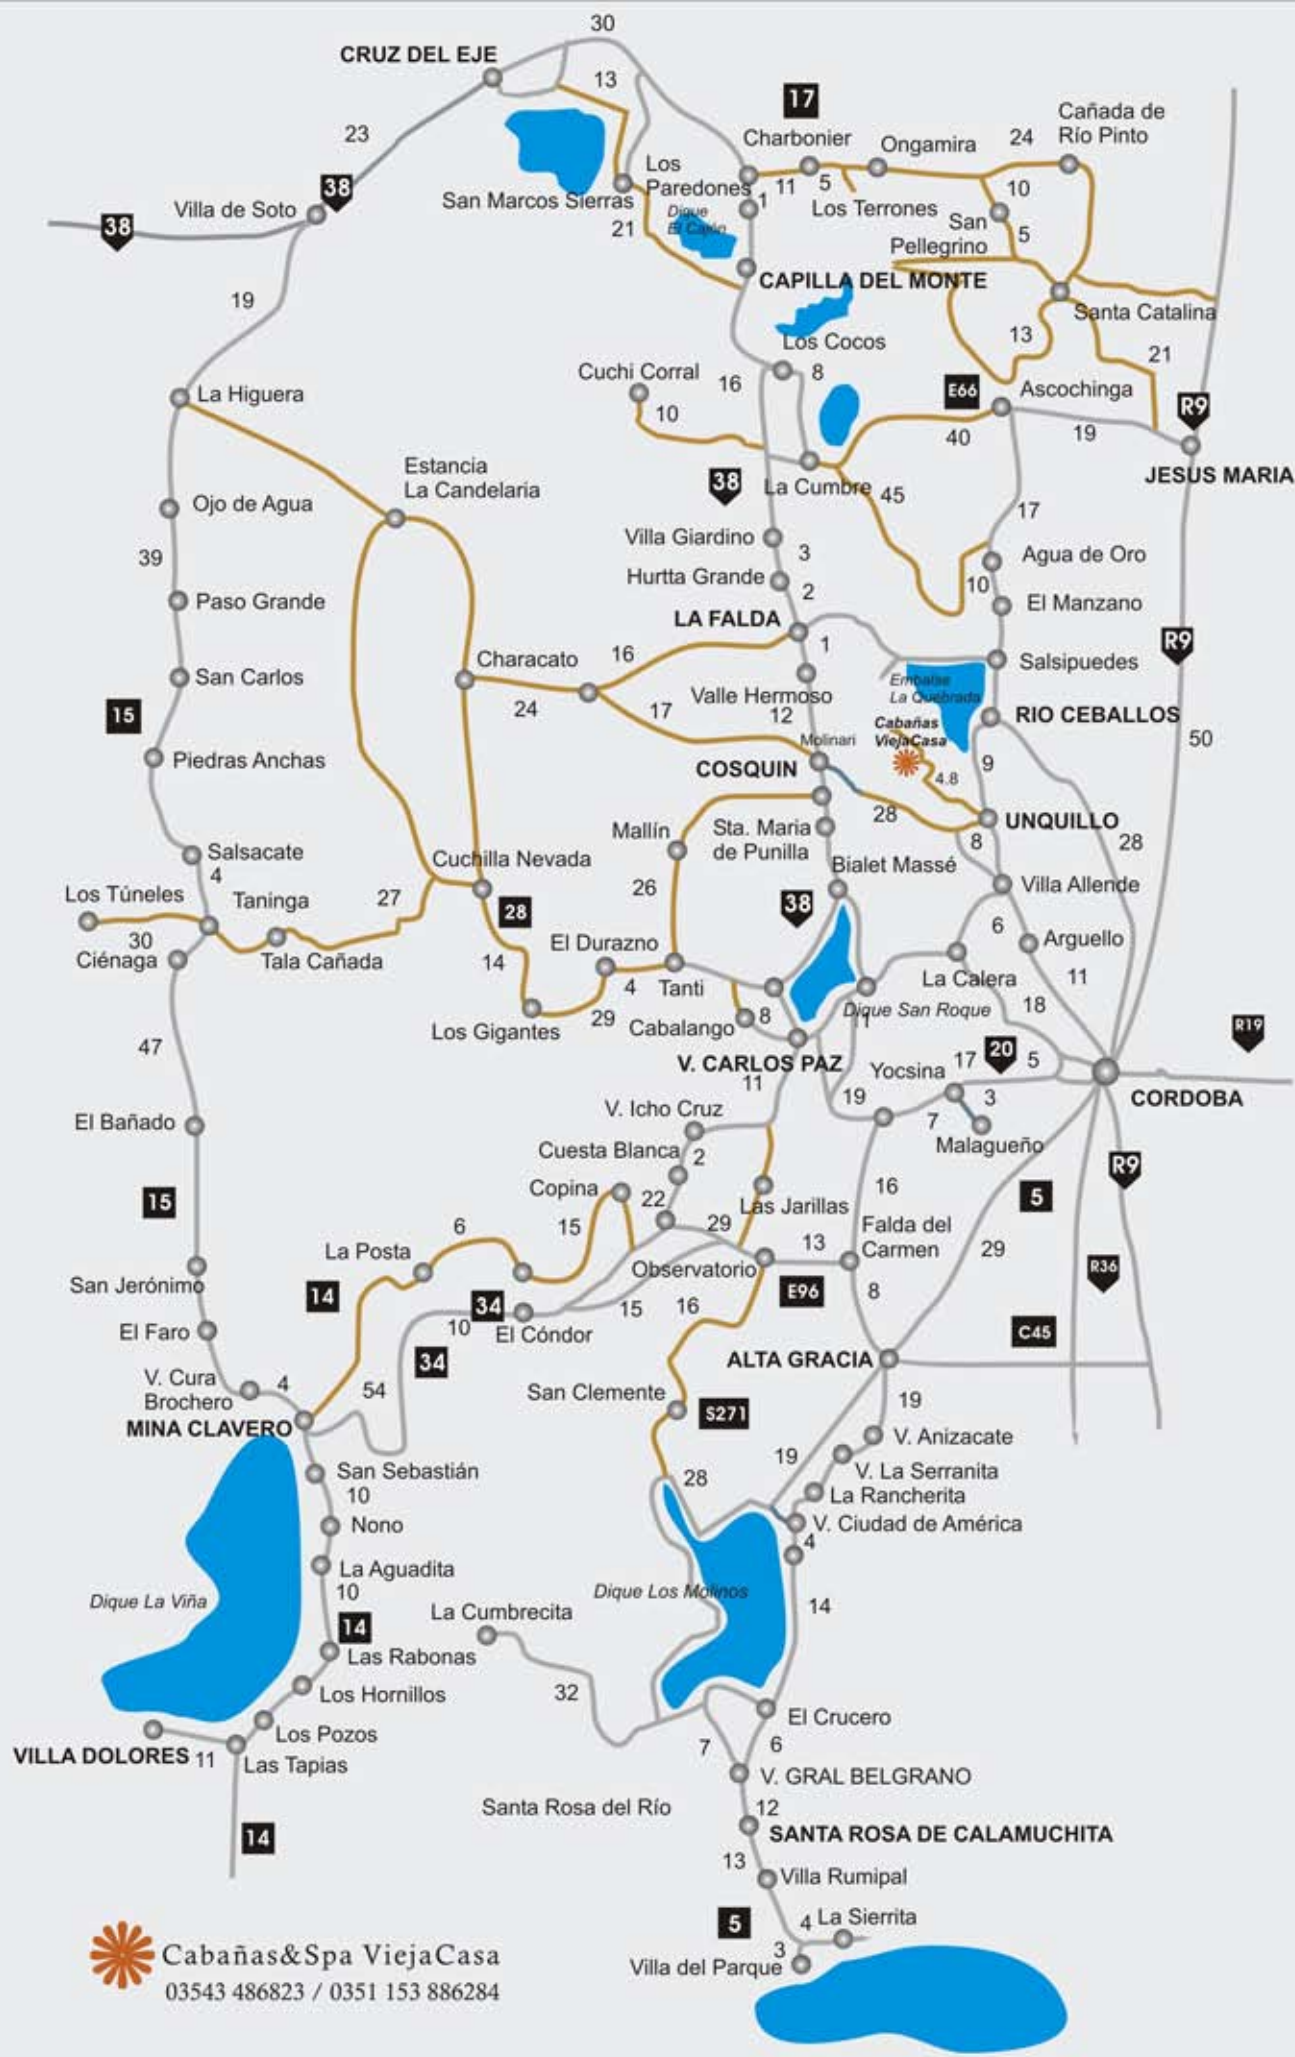 30
CRUZ DEL EJE
13
17
Cañada de
Río Pinto
24
23
Charbonier
Ongamira
Los
Paredones
11
5
10
38
San Marcos Sierras
1
Los Terrones
Villa de Soto
38
Dique
El Cajón
21
San
Pellegrino
5
CAPILLA DEL MONTE
19
Santa Catalina
13
21
Los Cocos
Cuchi Corral
16
8
La Higuera
10
E66
Ascochinga
R9
40
19
Estancia
La Candelaria
38
La Cumbre
45
JESUS MARIA
Ojo de Agua
17
Villa Giardino
3
Agua de Oro
39
Hurtta Grande
2
10
El Manzano
Paso Grande
LA FALDA
1
R9
Characato
16
Salsipuedes
San Carlos
Embalse
La Quebrada
Valle Hermoso
24
17
12
15
RIO CEBALLOS
Cabañas
ViejaCasa
Molinari
50
Piedras Anchas
COSQUIN
9
4.8
28
UNQUILLO
Mallín
Sta. Maria
de Punilla
8
28
Salsacate
4
Cuchilla Nevada
Bialet Massé
Villa Allende
Los Túneles
Taninga
27
26
28
38
6
30
El Durazno
Arguello
Ciénaga
Tala Cañada
14
4
Tanti
La Calera
11
Los Gigantes
29
Cabalango
8
11
Dique San Roque
18
R19
47
V. CARLOS PAZ
Yocsina
17
20
5
11
19
3
CORDOBA
El Bañado
V. Icho Cruz
7
Malagueño
Cuesta Blanca
2
R9
Copina
22
16
5
15
Las Jarillas
6
15
29
Falda del
Carmen
La Posta
13
29
Observatorio
R36
San Jerónimo
14
34
E96
8
15
16
El Faro
10
El Cóndor
C45
34
ALTA GRACIA
V. Cura
Brochero
4
54
San Clemente
19
S271
MINA CLAVERO
V. Anizacate
19
San Sebastián
28
V. La Serranita
10
La Rancherita
Nono
V. Ciudad de América
4
La Aguadita
10
Dique La Viña
Dique Los Molinos
14
La Cumbrecita
14
Las Rabonas
32
Los Hornillos
El Crucero
Los Pozos
7
6
VILLA DOLORES
11
Las Tapias
V. GRAL BELGRANO
Santa Rosa del Río
12
14
SANTA ROSA DE CALAMUCHITA
13
Villa Rumipal
5
4
La Sierrita
3
Villa del Parque
Cabañas&Spa ViejaCasa
03543 486823 / 0351 153 886284